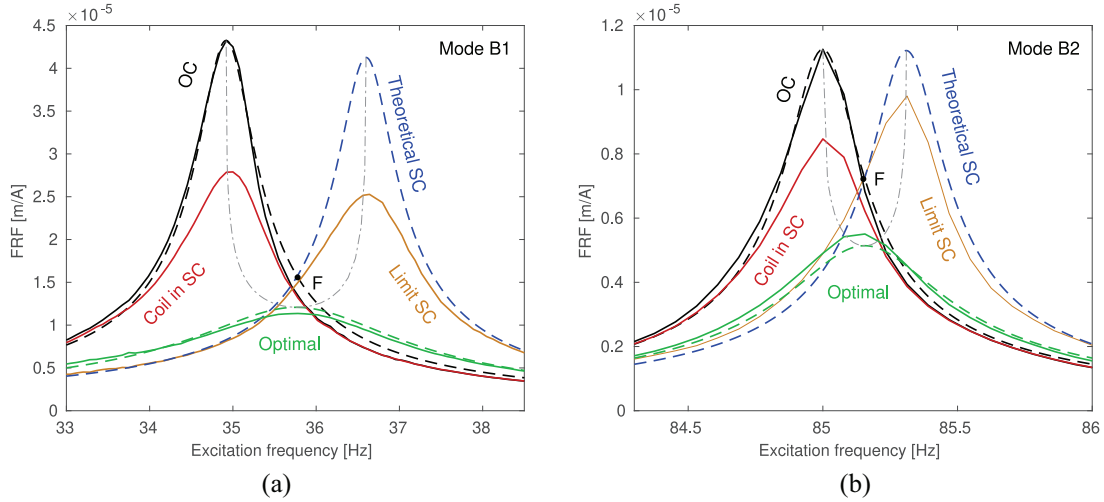 ×10⁻⁵
4.5
4
3.5
3
2.5
2
1.5
1
0.5
0
FRF [m/A]
33
34
35
36
37
38
Excitation frequency [Hz]
Mode B1
OC
Theoretical SC
Coil in SC
F
Limit SC
Optimal
(a)
×10⁻⁵
1.2
1
0.8
0.6
0.4
0.2
0
FRF [m/A]
84.5
85
85.5
86
Excitation frequency [Hz]
Mode B2
OC
Theoretical SC
F
Coil in SC
Limit SC
Optimal
(b)